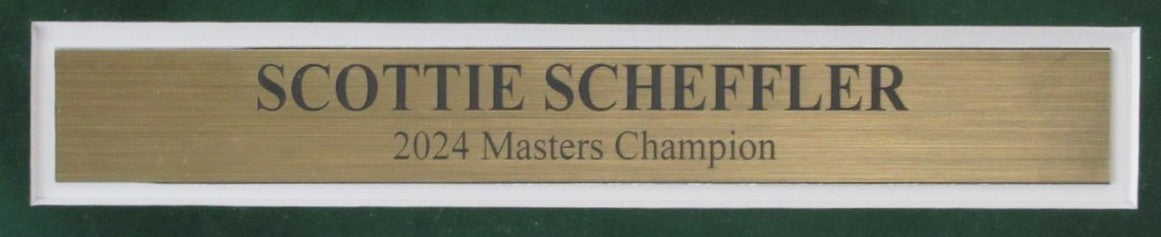 SCOTTIE SCHEFFLER
2024 Masters Champion